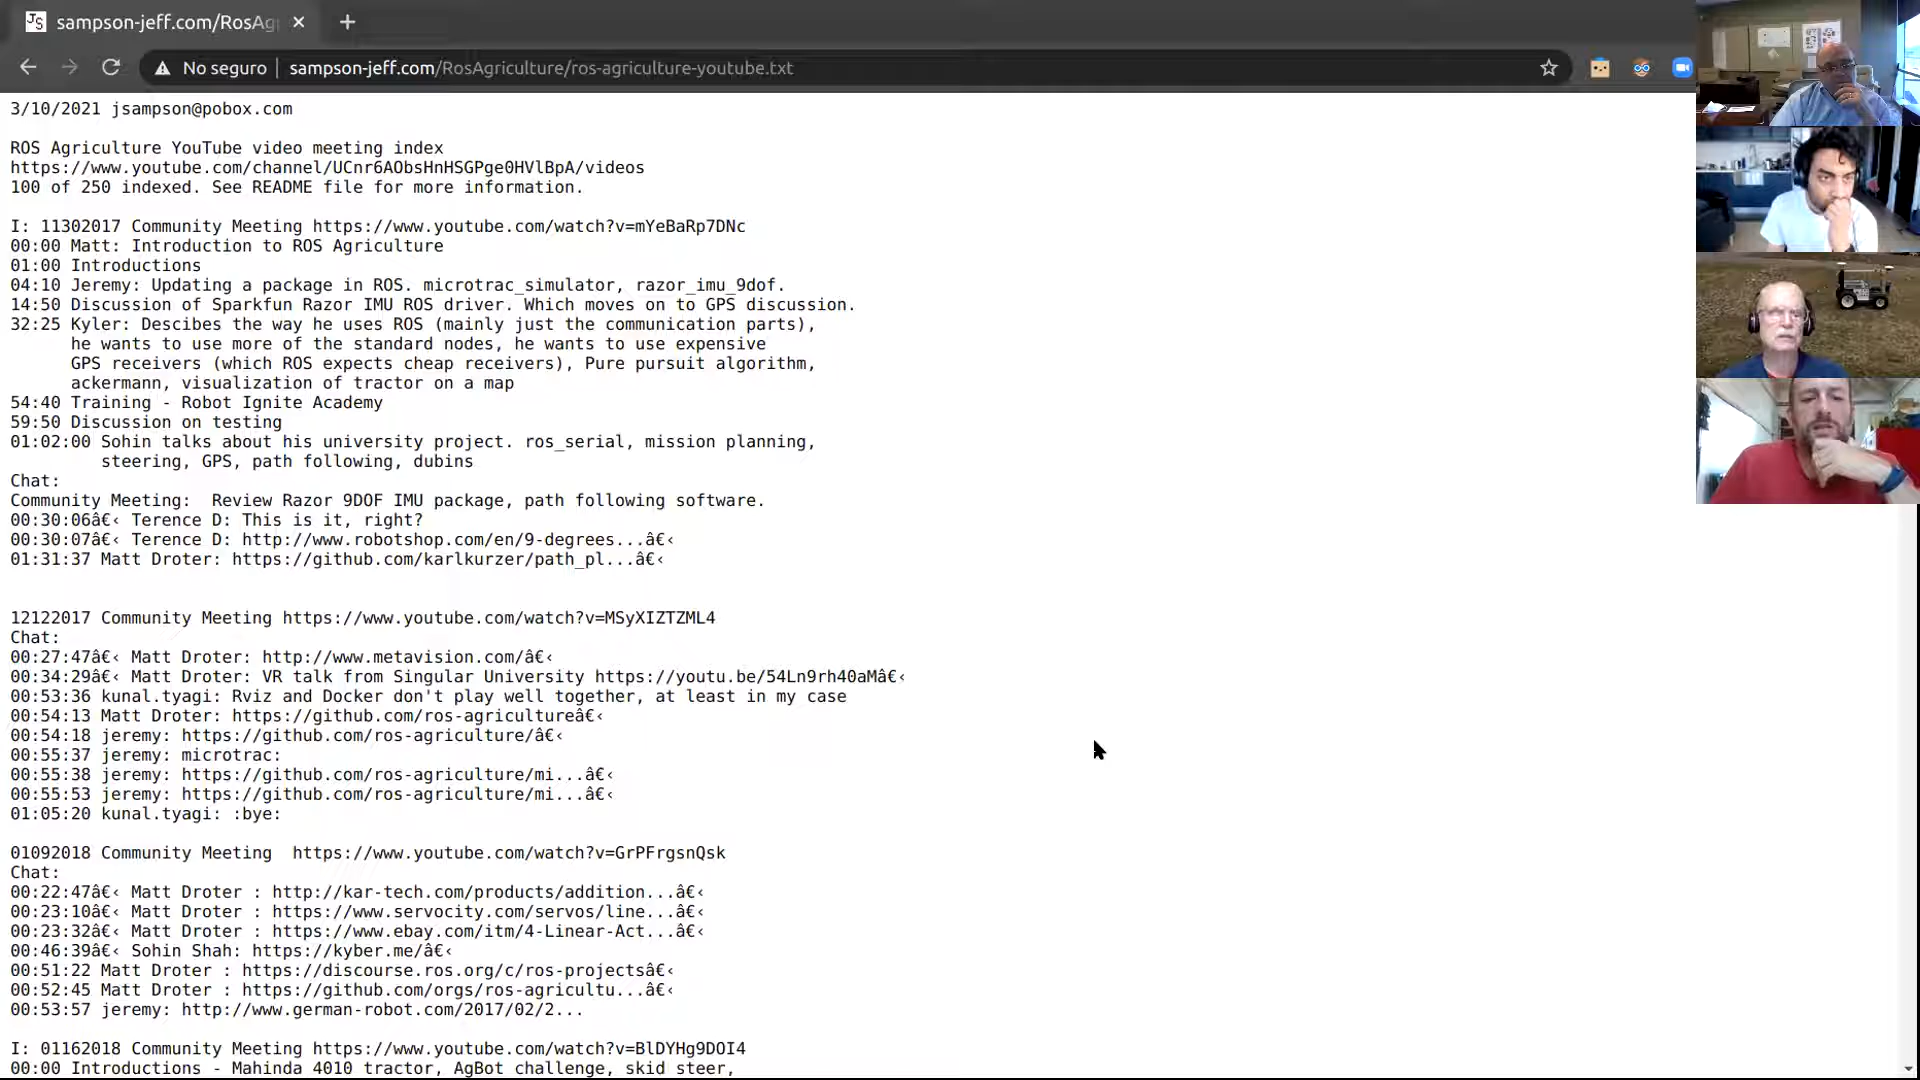 sampson-jeff.com/RosAg
No seguro sampson-jeff.com/RosAgriculture/ros-agriculture-youtube.txt
3/10/2021 jsampson@pobox.com
ROS Agriculture YouTube video meeting index
https://www.youtube.com/channel/UCnr6AObsHnHSGPge0HVlBpA/videos
100 of 250 indexed. See README file for more information.
I: 11302017 Community Meeting https://www.youtube.com/watch?v=mYeBaRp7DNc
00:00 Matt: Introduction to ROS Agriculture
01:00 Introductions
04:10 Jeremy: Updating a package in ROS. microtrac_simulator, razor_imu_9dof.
14:50 Discussion of Sparkfun Razor IMU ROS driver. Which moves on to GPS discussion.
32:25 Kyler: Descibes the way he uses ROS (mainly just the communication parts),
he wants to use more of the standard nodes, he wants to use expensive
GPS receivers (which ROS expects cheap receivers), Pure pursuit algorithm,
ackermann, visualization of tractor on a map
54:40 Training - Robot Ignite Academy
59:50 Discussion on testing
01:02:00 Sohin talks about his university project. ros_serial, mission planning,
steering, GPS, path following, dubins
Chat:
Community Meeting:  Review Razor 9DOF IMU package, path following software.
00:30:06â€‹ Terence D: This is it, right?
00:30:07â€‹ Terence D: http://www.robotshop.com/en/9-degrees...â€‹
01:31:37 Matt Droter: https://github.com/karlkurzer/path_pl...â€‹
12122017 Community Meeting https://www.youtube.com/watch?v=MSyXIZTZML4
Chat:
00:27:47â€‹ Matt Droter: http://www.metavision.com/â€‹
00:34:29â€‹ Matt Droter: VR talk from Singular University https://youtu.be/54Ln9rh40aMâ€‹
00:53:36 kunal.tyagi: Rviz and Docker don't play well together, at least in my case
00:54:13 Matt Droter: https://github.com/ros-agricultureâ€‹
00:54:18 jeremy: https://github.com/ros-agriculture/â€‹
00:55:37 jeremy: microtrac:
00:55:38 jeremy: https://github.com/ros-agriculture/mi...â€‹
00:55:53 jeremy: https://github.com/ros-agriculture/mi...â€‹
01:05:20 kunal.tyagi: :bye:
01092018 Community Meeting  https://www.youtube.com/watch?v=GrPFrgsnQsk
Chat:
00:22:47â€‹ Matt Droter : http://kar-tech.com/products/addition...â€‹
00:23:10â€‹ Matt Droter : https://www.servocity.com/servos/line...â€‹
00:23:32â€‹ Matt Droter : https://www.ebay.com/itm/4-Linear-Act...â€‹
00:46:39â€‹ Sohin Shah: https://kyber.me/â€‹
00:51:22 Matt Droter : https://discourse.ros.org/c/ros-projectsâ€‹
00:52:45 Matt Droter : https://github.com/orgs/ros-agricultu...â€‹
00:53:57 jeremy: http://www.german-robot.com/2017/02/2...
I: 01162018 Community Meeting https://www.youtube.com/watch?v=BlDYHg9DOI4
00:00 Introductions - Mahinda 4010 tractor, AgBot challenge, skid steer,